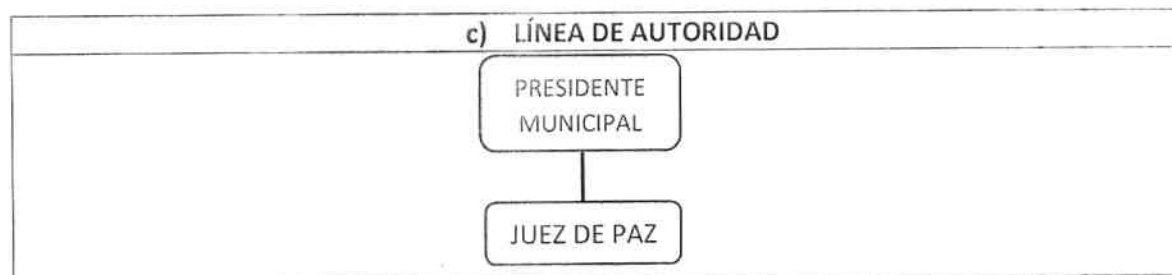 c) LÍNEA DE AUTORIDAD
PRESIDENTE
MUNICIPAL
JUEZ DE PAZ